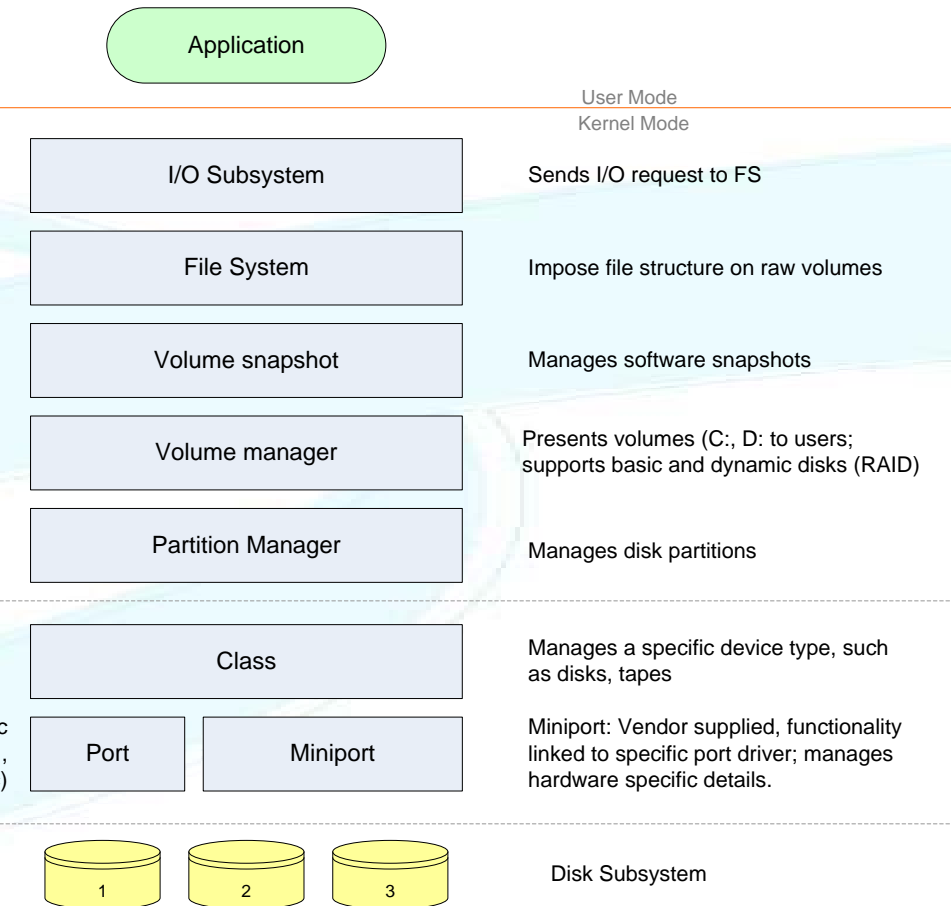 Application
User Mode
Kernel Mode
I/O Subsystem
Sends I/O request to FS
File System
Impose file structure on raw volumes
Volume snapshot
Manages software snapshots
Volume manager
Presents volumes (C:, D: to users;
supports basic and dynamic disks (RAID)
Partition Manager
Manages disk partitions
Class
Manages a specific device type, such
as disks, tapes
c
,
)
Port
Miniport
Miniport: Vendor supplied, functionality
linked to specific port driver; manages
hardware specific details.
1
2
3
Disk Subsystem